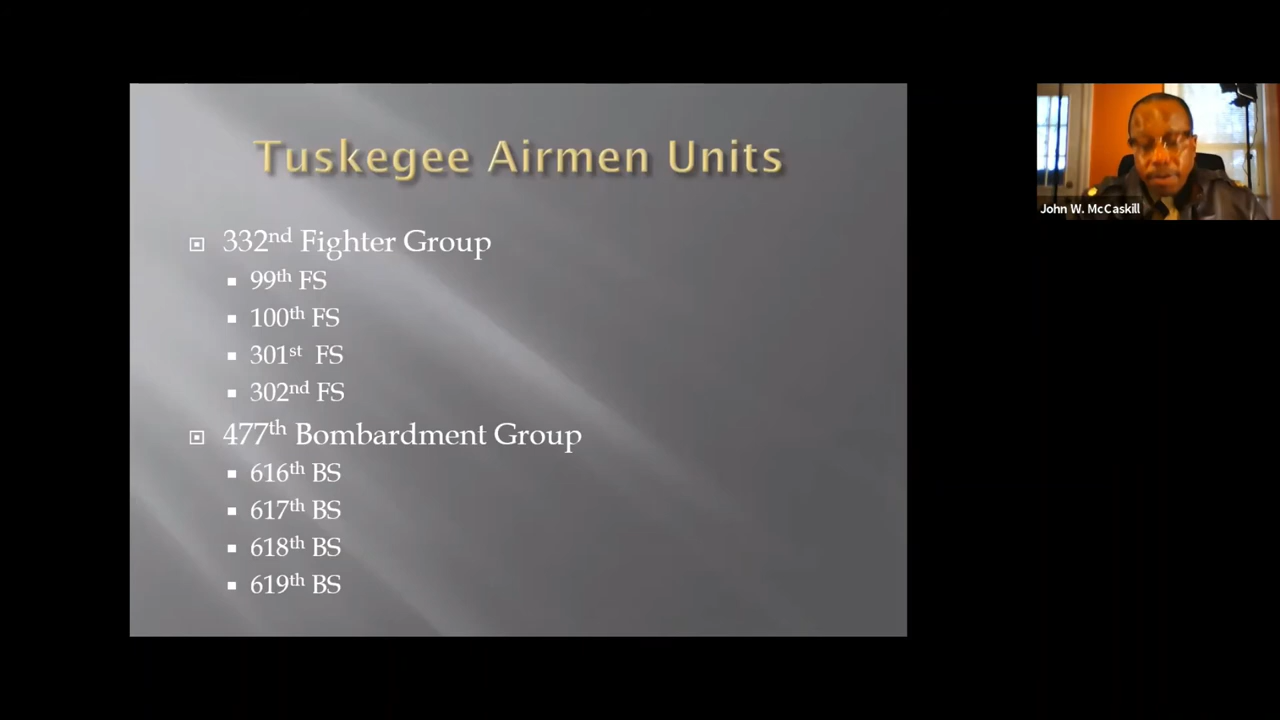 Tuskegee Airmen Units
332nd Fighter Group
99th FS
100th FS
301st FS
302nd FS
477th Bombardment Group
616th BS
617th BS
618th BS
619th BS
John W. McCaskill